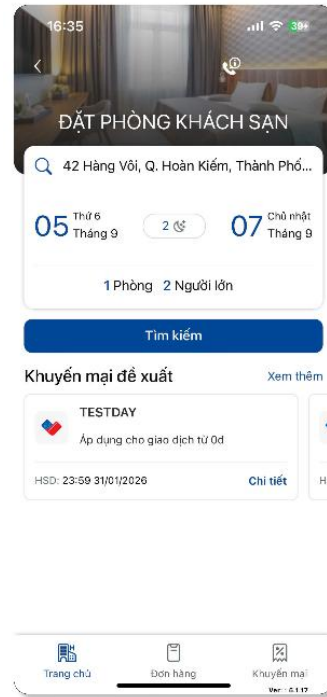 16:35
39+
ĐẶT PHÒNG KHÁCH SẠN
42 Hàng Vôi, Q. Hoàn Kiếm, Thành Phố...
05 Thứ 6 Tháng 9
2
07 Chủ nhật Tháng 9
1 Phòng 2 Người lớn
Tìm kiếm
Khuyến mại đề xuất Xem thêm
TESTDAY
Áp dụng cho giao dịch từ 0đ
HSD: 23:59 31/01/2026 Chi tiết H
Trang chủ Đơn hàng Khuyến mại